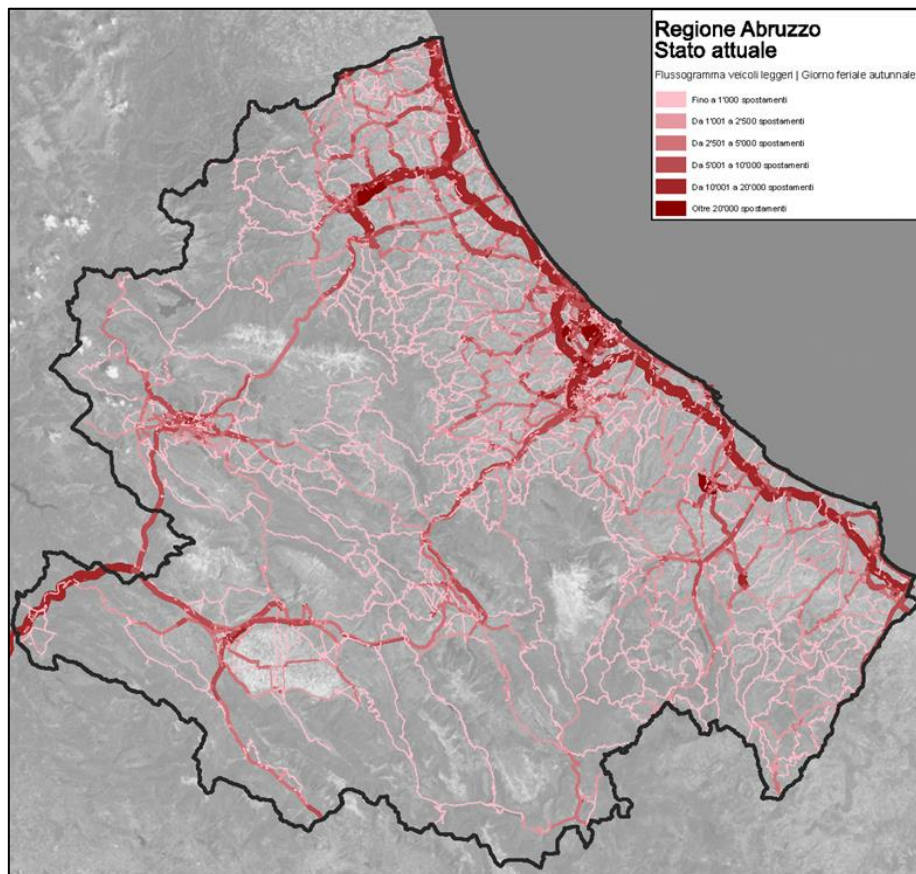 Regione Abruzzo
Stato attuale
Flussogramma veicoli leggeri | Giorno feriale autunnale
Fino a 1'000 spostamenti
Da 1'001 a 2'500 spostamenti
Da 2'501 a 5'000 spostamenti
Da 5'001 a 10'000 spostamenti
Da 10'001 a 20'000 spostamenti
Oltre 20'000 spostamenti